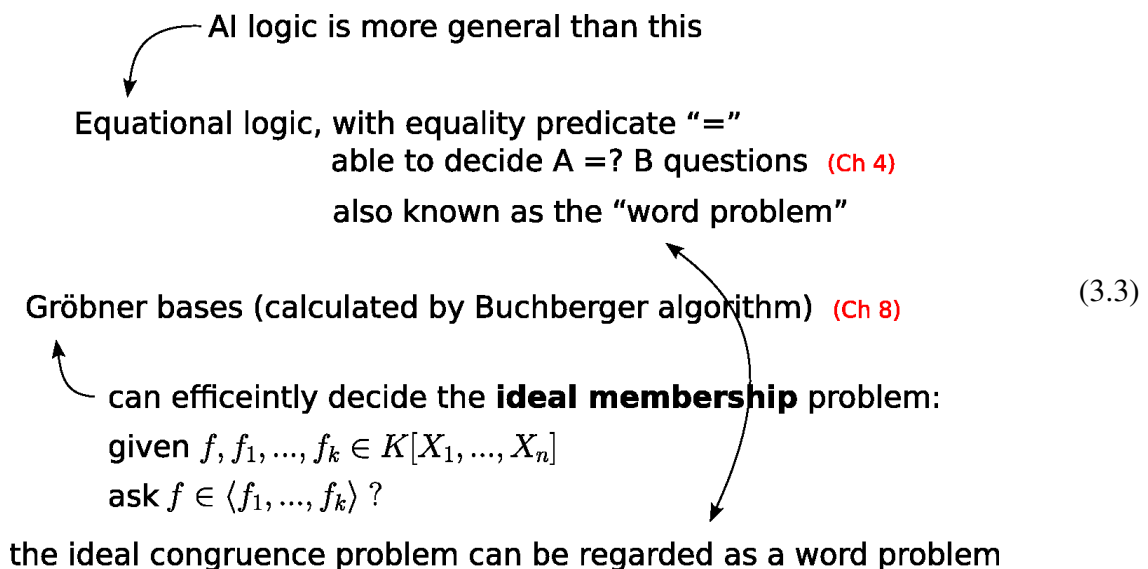 AI logic is more general than this
Equational logic, with equality predicate “=”
able to decide A =? B questions (Ch 4)
also known as the “word problem”
(3.3)
Gröbner bases (calculated by Buchberger algorithm) (Ch 8)
can efficeintly decide the ideal membership problem:
given f, f₁, ..., fₖ ∈ K[X₁, ..., Xₙ]
ask f ∈ ⟨f₁, ..., fₖ⟩ ?
the ideal congruence problem can be regarded as a word problem